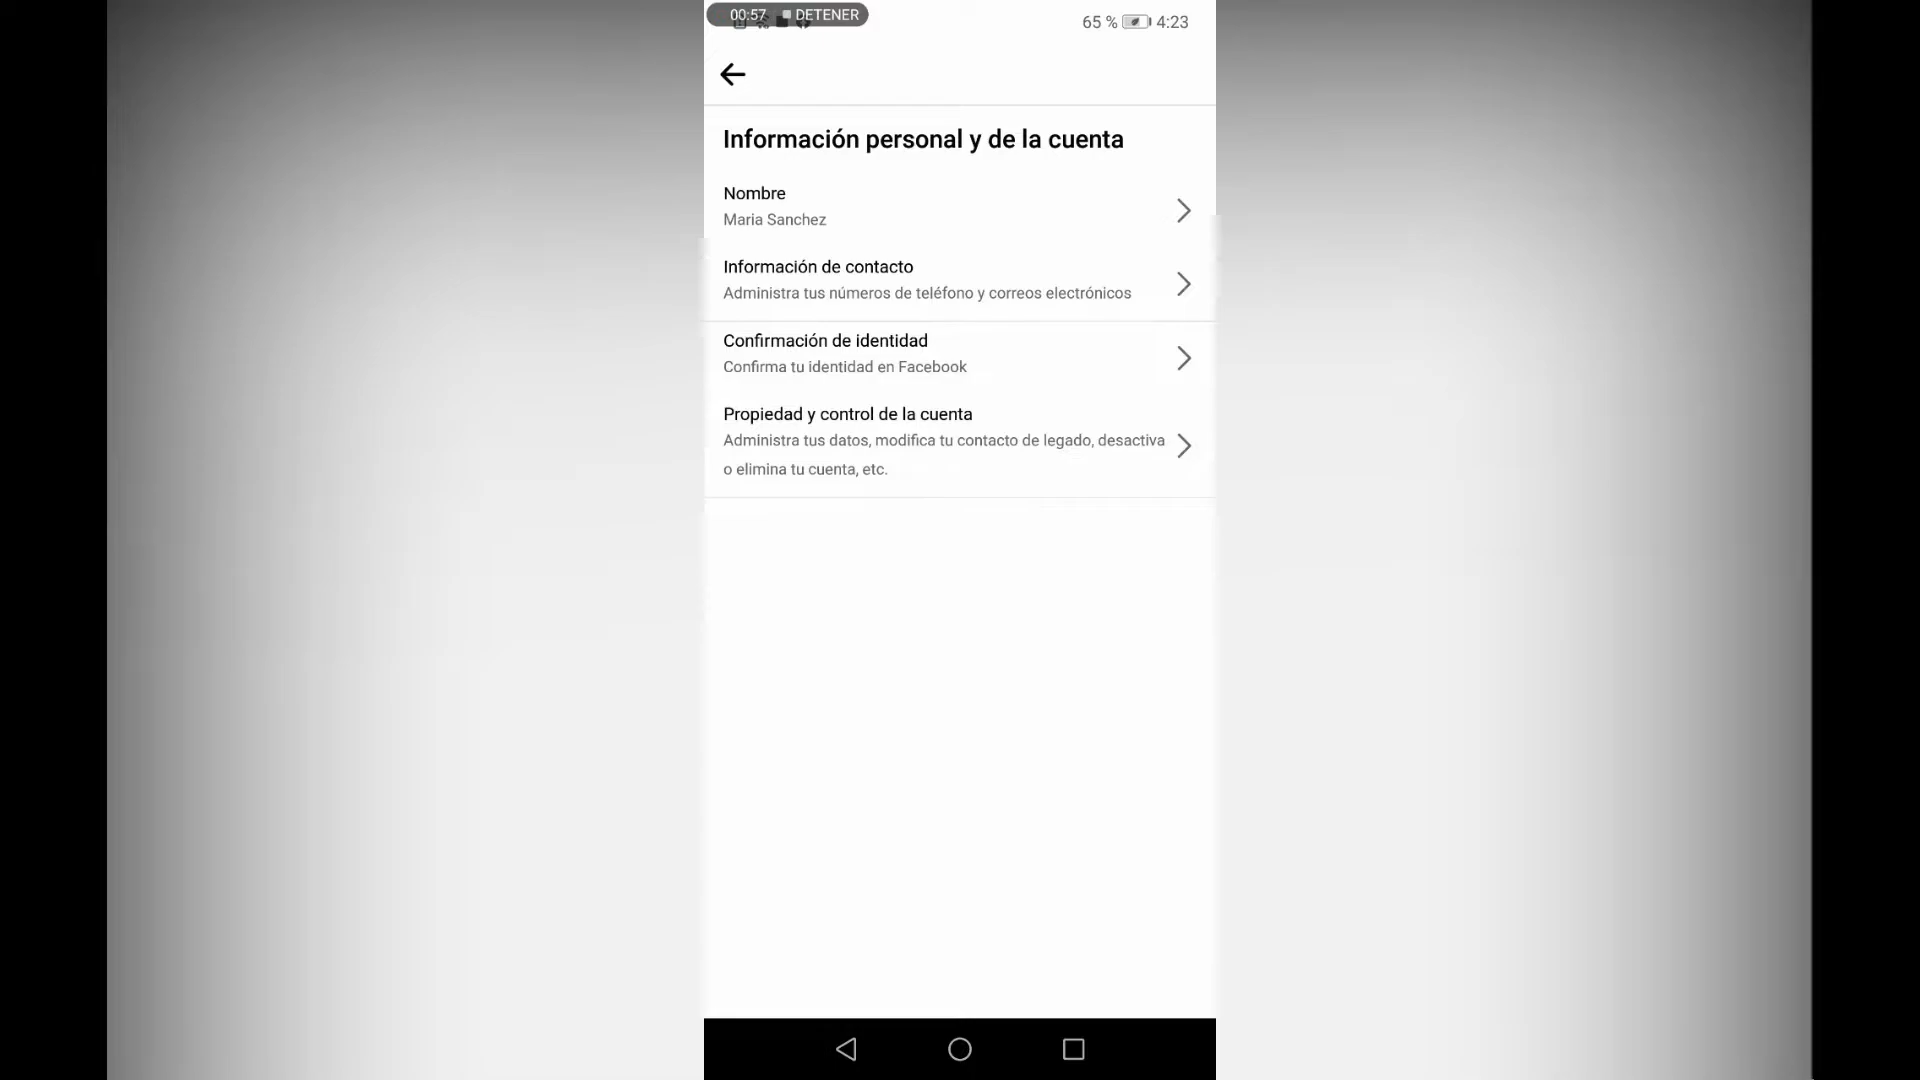 00:57 DETENER
65 % 4:23
Información personal y de la cuenta
Nombre
Maria Sanchez
Información de contacto
Administra tus números de teléfono y correos electrónicos
Confirmación de identidad
Confirma tu identidad en Facebook
Propiedad y control de la cuenta
Administra tus datos, modifica tu contacto de legado, desactiva
o elimina tu cuenta, etc.